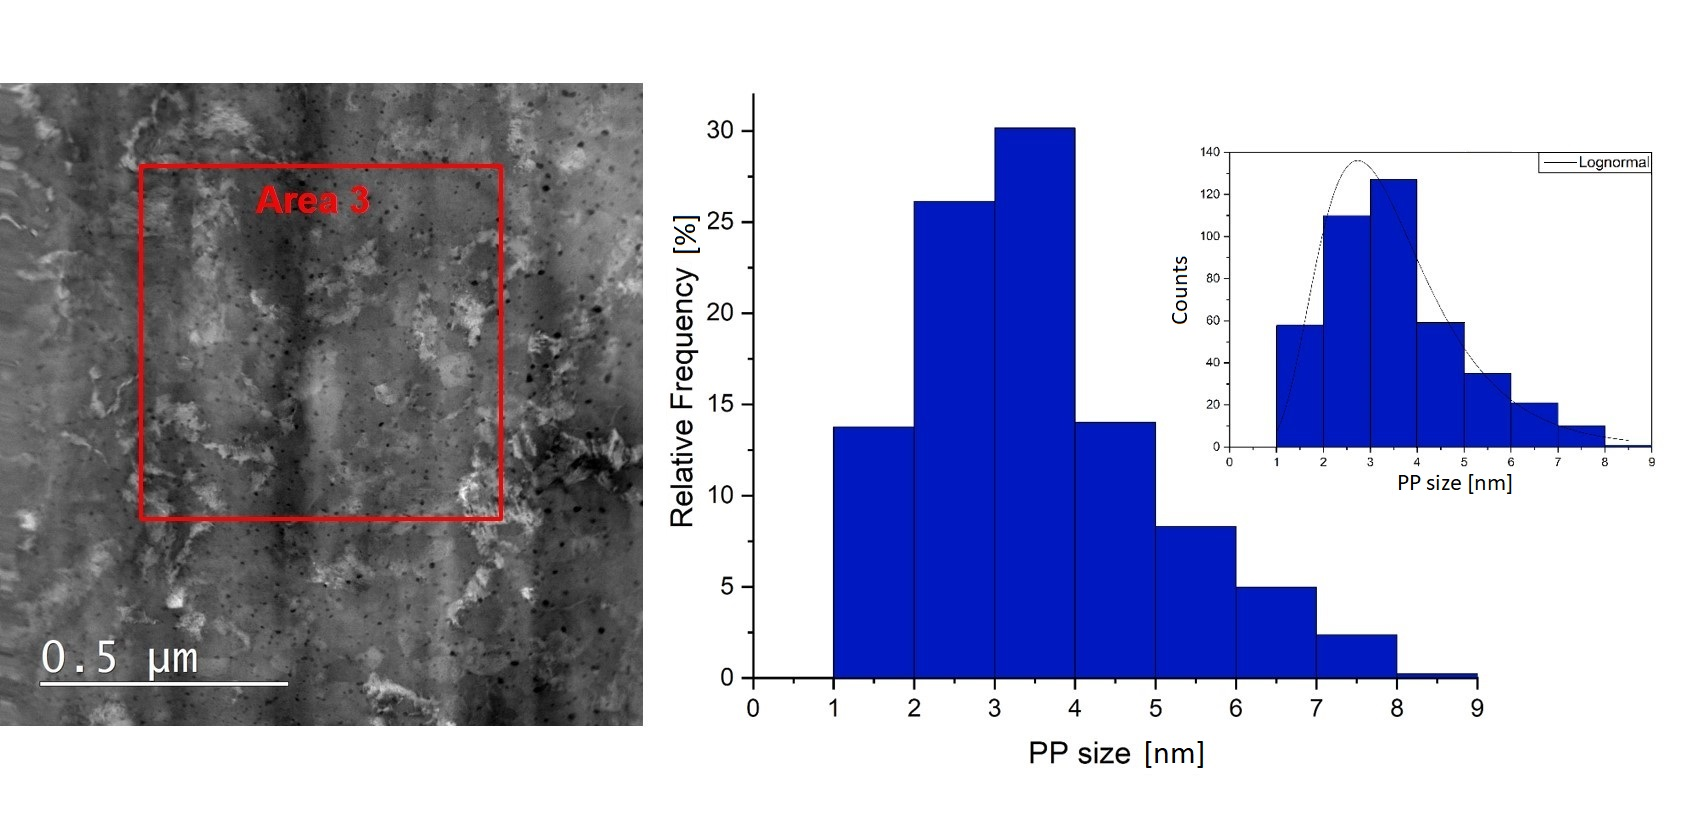 Area 3
0.5 µm
Relative Frequency [%]
30
25
20
15
10
5
0
0 1 2 3 4 5 6 7 8 9
PP size [nm]
Lognormal
Counts
140
120
100
80
60
40
20
0
0 1 2 3 4 5 6 7 8 9
PP size [nm]